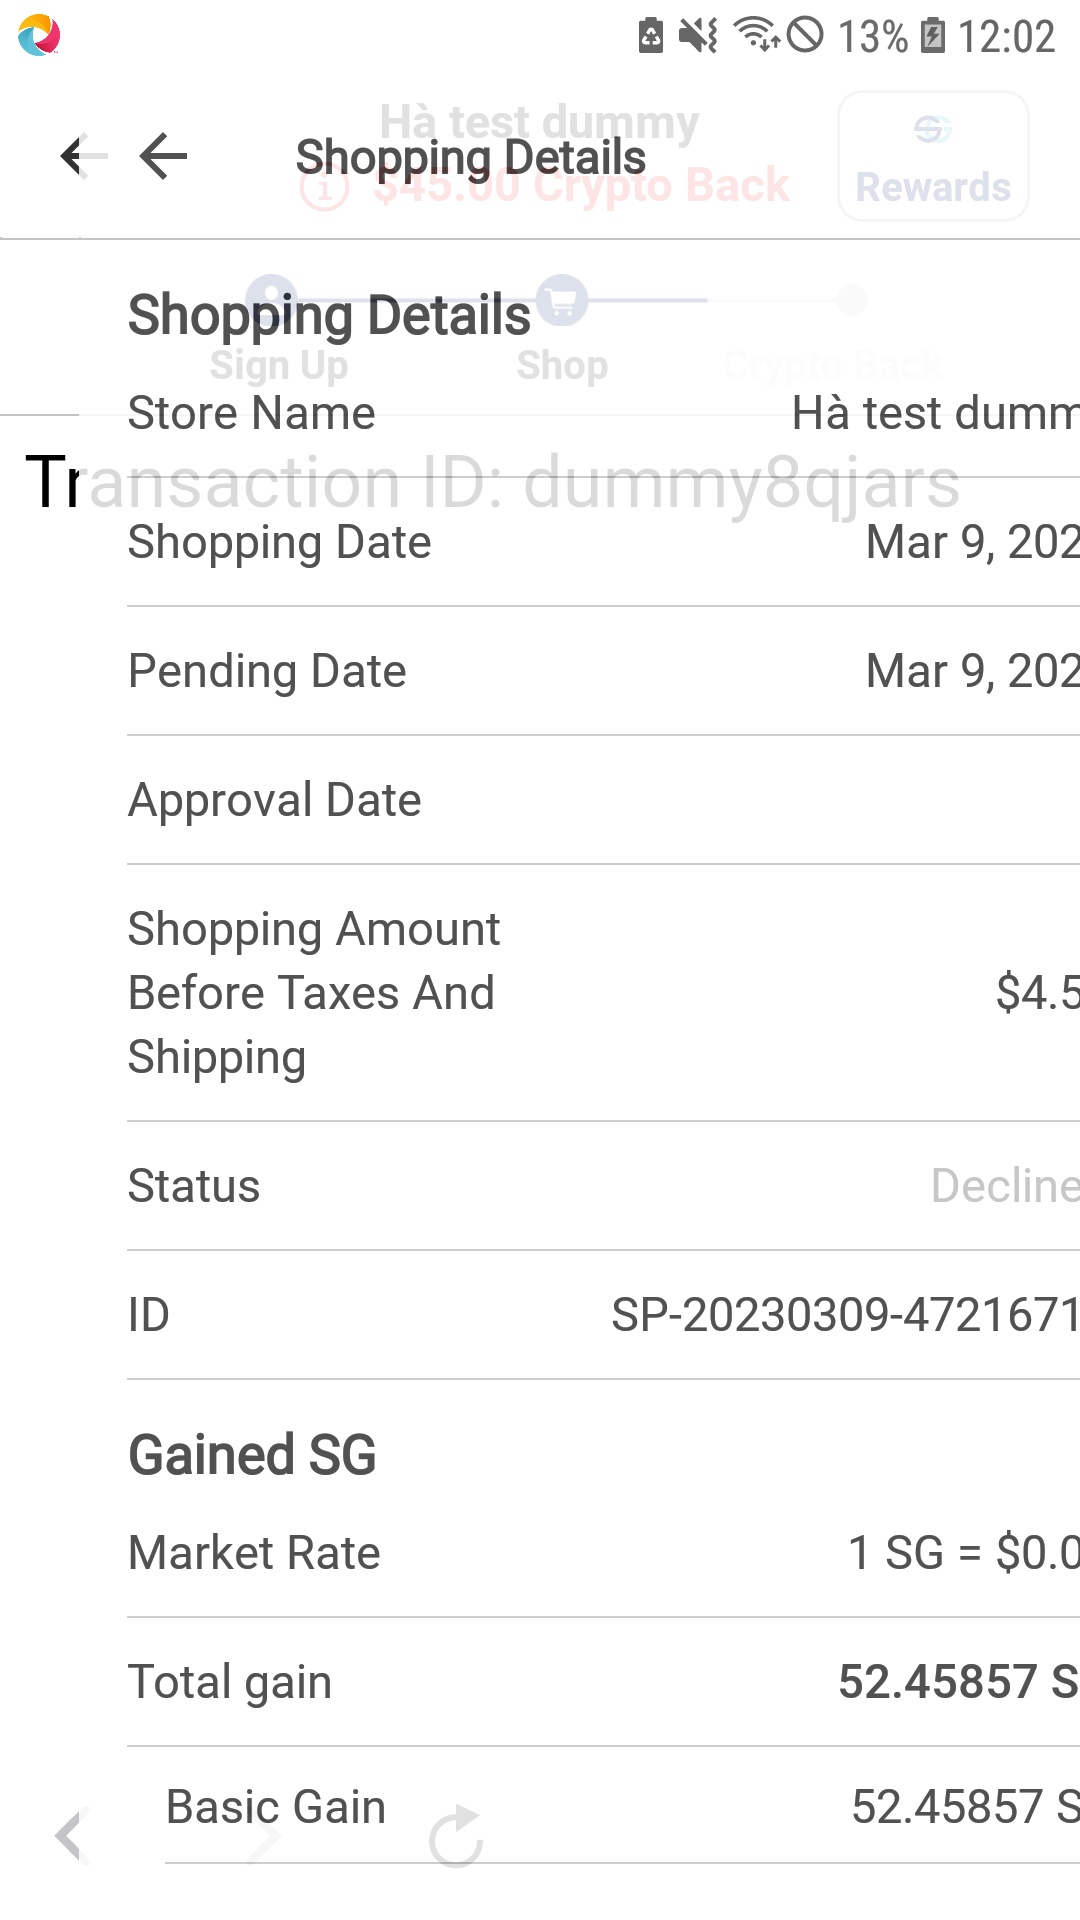 13% 12:02
Hà test dummy
Shopping Details
$45.00 Crypto Back
Rewards
Shopping Details
Sign Up Shop Crypto Back
Store Name Hà test dumm
Transaction ID: dummy8qjars
Shopping Date Mar 9, 202
Pending Date Mar 9, 202
Approval Date
Shopping Amount
Before Taxes And $4.5
Shipping
Status Decline
ID SP-20230309-4721671
Gained SG
Market Rate 1 SG = $0.0
Total gain 52.45857 S
Basic Gain 52.45857 S